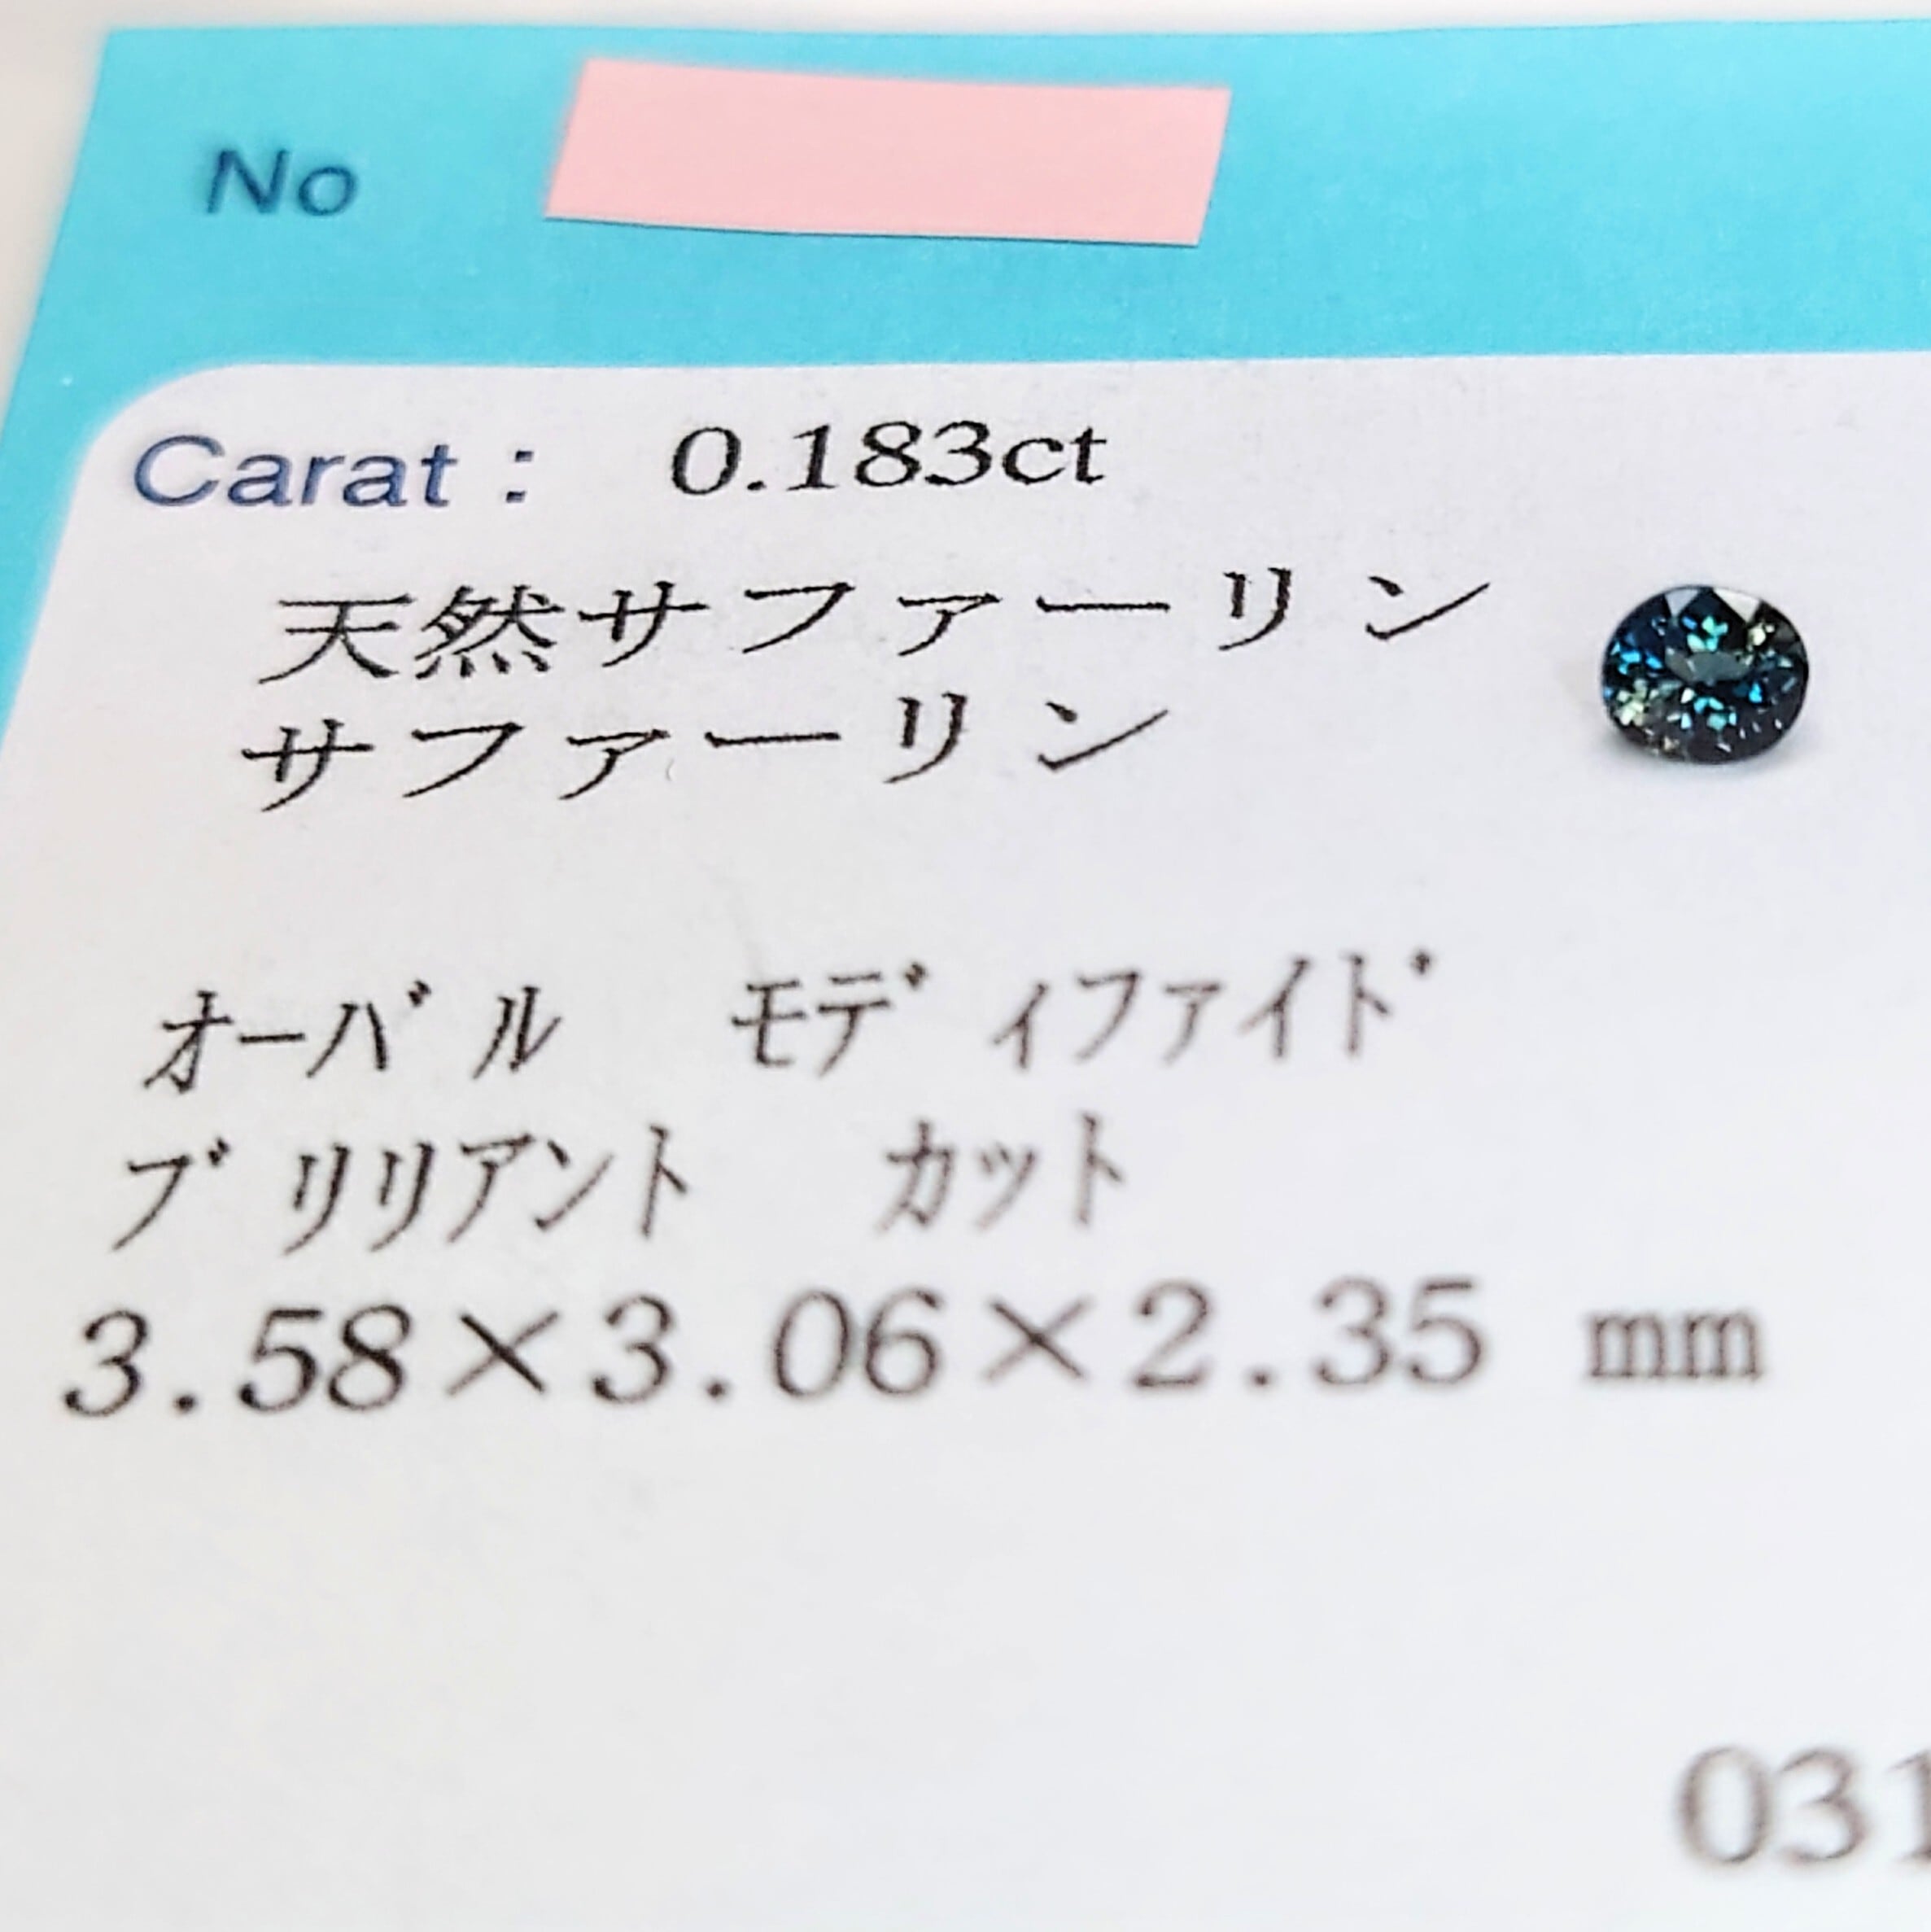 No
Carat : 0.183ct
天然サファーリン
サファーリン
オーバル モディファイド
ブリリアント カット
3.58×3.06×2.35 mm
031